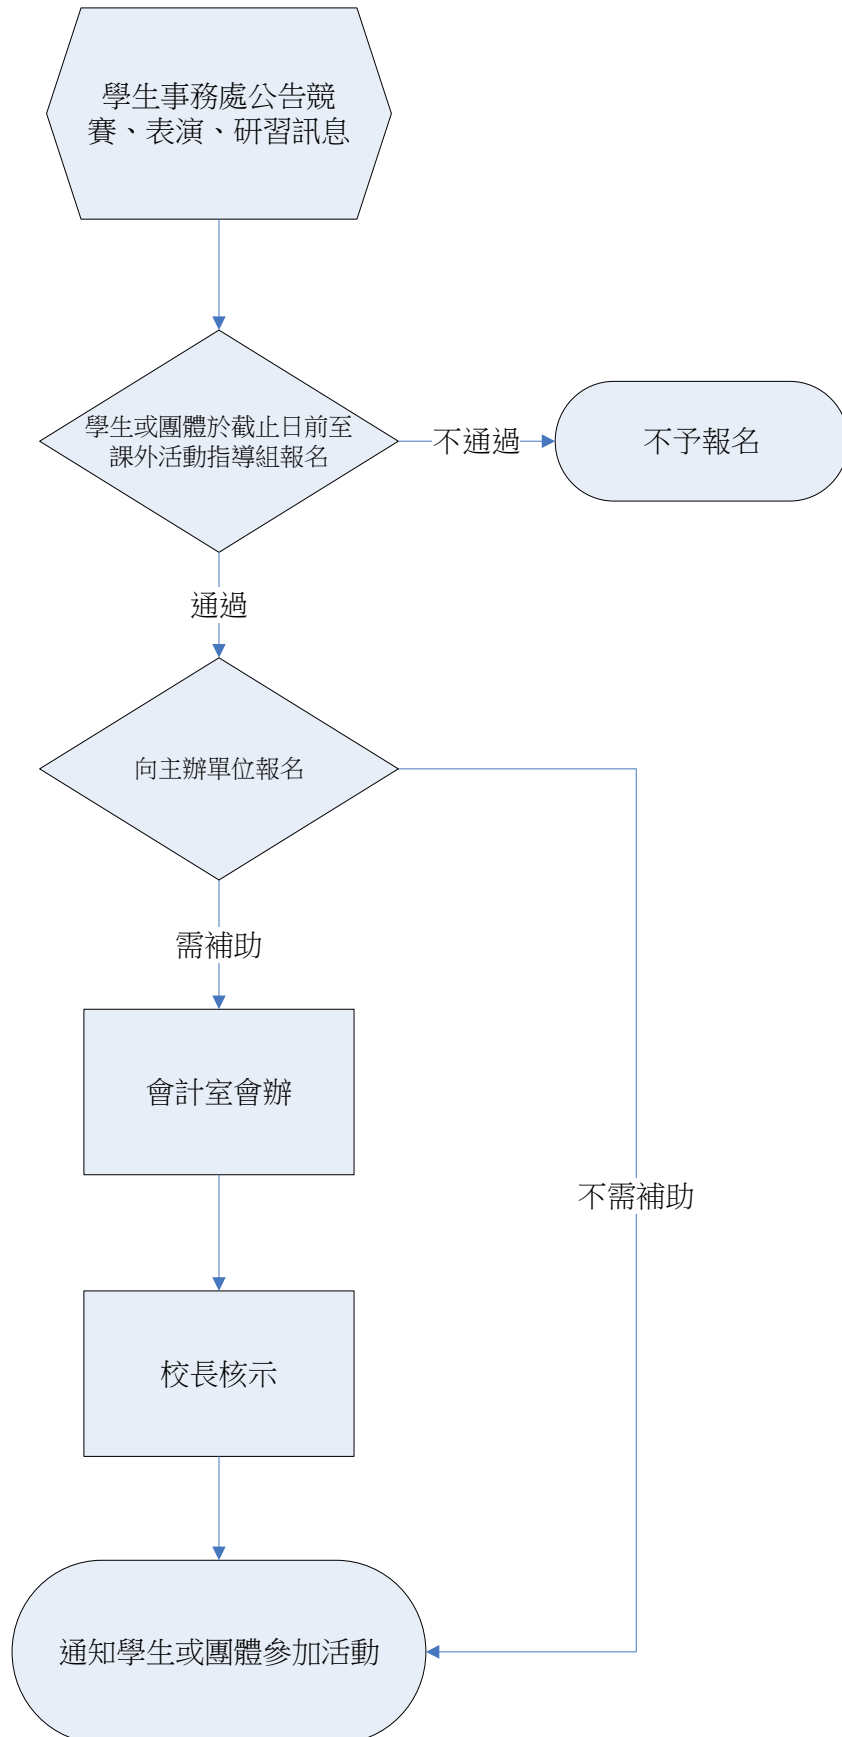 學生事務處公告競
賽、表演、研習訊息
學生或團體於截止日前至
課外活動指導組報名
不通過
不予報名
通過
向主辦單位報名
需補助
會計室會辦
不需補助
校長核示
通知學生或團體參加活動